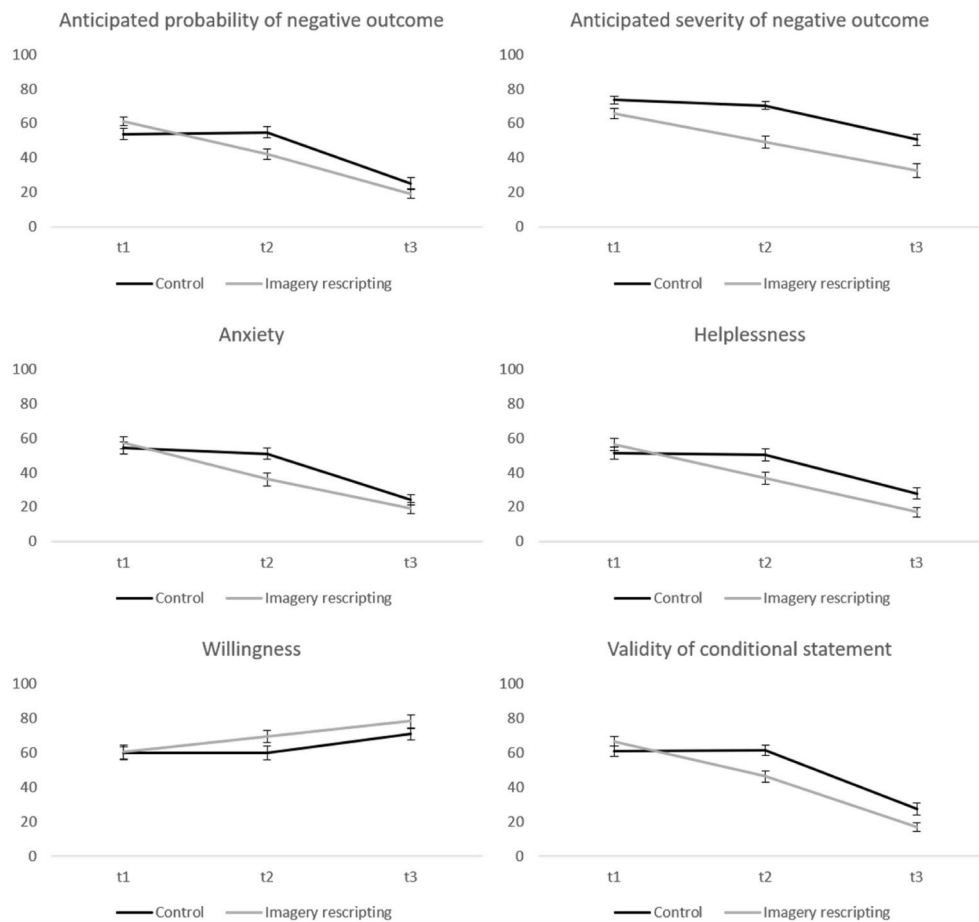 Anticipated probability of negative outcome
100
80
60
40
20
0
t1 t2 t3
Control Imagery rescripting
Anticipated severity of negative outcome
100
80
60
40
20
0
t1 t2 t3
Control Imagery rescripting
Anxiety
100
80
60
40
20
0
t1 t2 t3
Control Imagery rescripting
Helplessness
100
80
60
40
20
0
t1 t2 t3
Control Imagery rescripting
Willingness
100
80
60
40
20
0
t1 t2 t3
Control Imagery rescripting
Validity of conditional statement
100
80
60
40
20
0
t1 t2 t3
Control Imagery rescripting